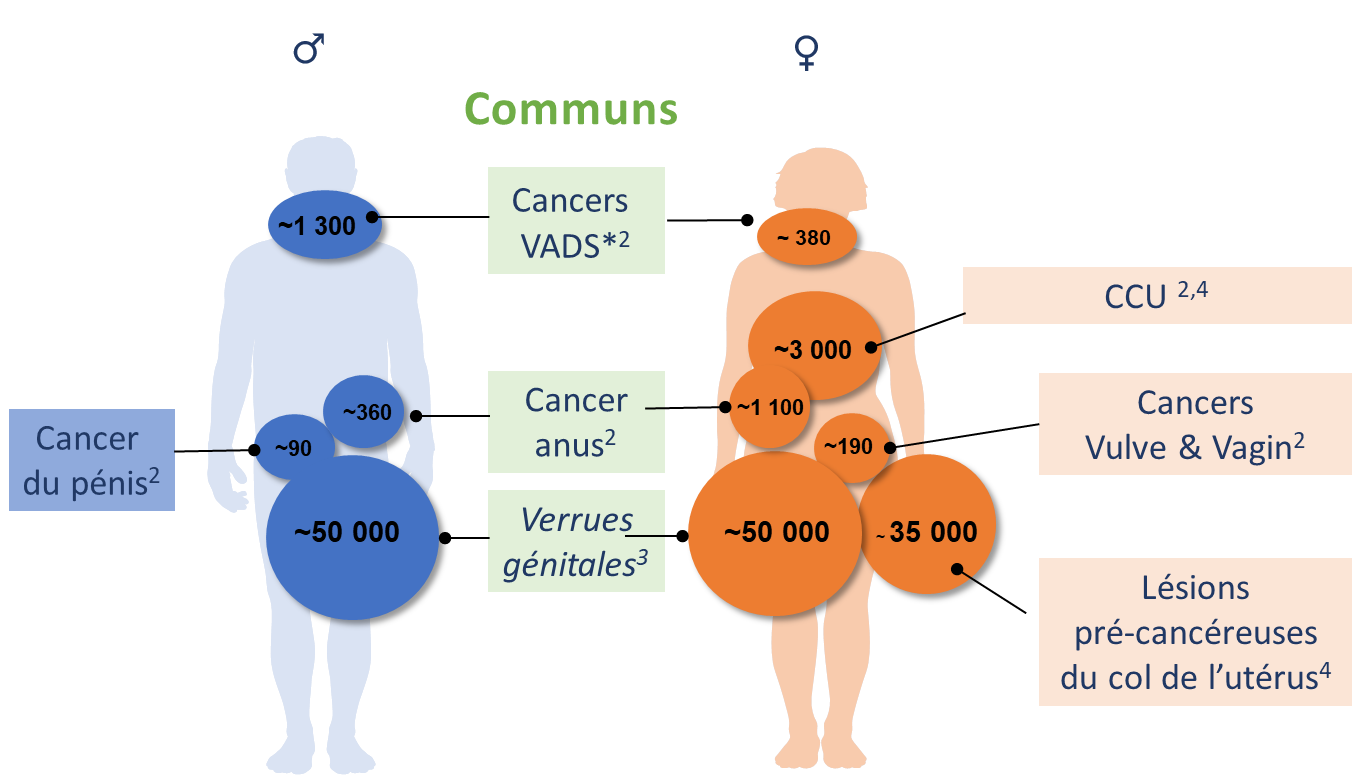 ♂
♀
Communs
~1 300
Cancers
VADS*²
~ 380
CCU ²,⁴
~3 000
~360
Cancer
anus²
~1 100
Cancers
Vulve & Vagin²
Cancer
du pénis²
~90
~190
~50 000
Verrues
génitales³
~50 000
~ 35 000
Lésions
pré-cancéreuses
du col de l’utérus⁴